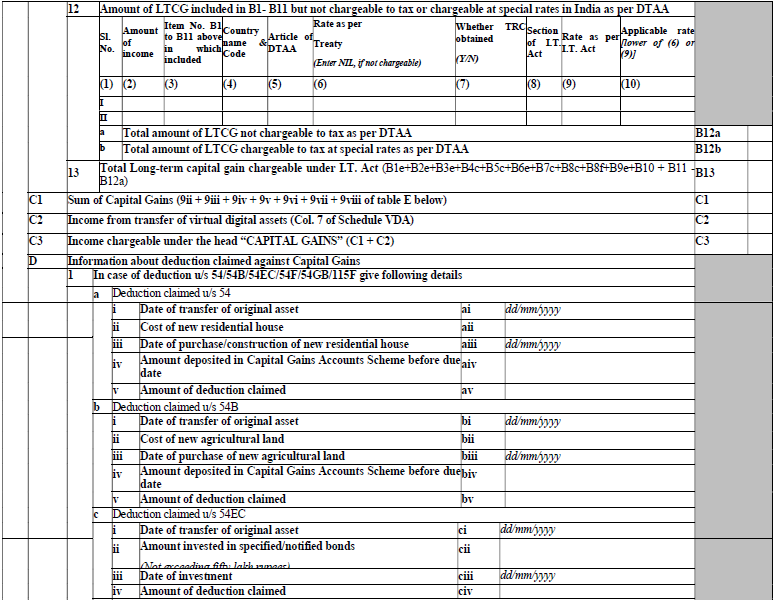 12 Amount of LTCG included in B1- B11 but not chargeable to tax or chargeable at special rates in India as per DTAA
Sl. No. Amount of income Item No. B1 to B11 above in which included Country name & Code Article of DTAA Rate as per Treaty (Enter NIL, if not chargeable) Whether TRC obtained (Y/N) Section of I.T. Act Rate as per I.T. Act Applicable rate [lower of (6) or (9)]
(1) (2) (3) (4) (5) (6) (7) (8) (9) (10)
I
II
a Total amount of LTCG not chargeable to tax as per DTAA B12a
b Total amount of LTCG chargeable to tax at special rates as per DTAA B12b
13 Total Long-term capital gain chargeable under I.T. Act (B1e+B2e+B3e+B4c+B5c+B6e+B7c+B8c+B8f+B9e+B10 + B11 - B12a) B13
C1 Sum of Capital Gains (9ii + 9iii + 9iv + 9v + 9vi + 9vii + 9viii of table E below) C1
C2 Income from transfer of virtual digital assets (Col. 7 of Schedule VDA) C2
C3 Income chargeable under the head “CAPITAL GAINS” (C1 + C2) C3
D Information about deduction claimed against Capital Gains
1 In case of deduction u/s 54/54B/54EC/54F/54GB/115F give following details
a Deduction claimed u/s 54
i Date of transfer of original asset ai dd/mm/yyyy
ii Cost of new residential house aii
iii Date of purchase/construction of new residential house aiii dd/mm/yyyy
iv Amount deposited in Capital Gains Accounts Scheme before due date aiv
v Amount of deduction claimed av
b Deduction claimed u/s 54B
i Date of transfer of original asset bi dd/mm/yyyy
ii Cost of new agricultural land bii
iii Date of purchase of new agricultural land biii dd/mm/yyyy
iv Amount deposited in Capital Gains Accounts Scheme before due date biv
v Amount of deduction claimed bv
c Deduction claimed u/s 54EC
i Date of transfer of original asset ci dd/mm/yyyy
ii Amount invested in specified/notified bonds cii
(Not exceeding fifty lakh rupees)
iii Date of investment ciii dd/mm/yyyy
iv Amount of deduction claimed civ